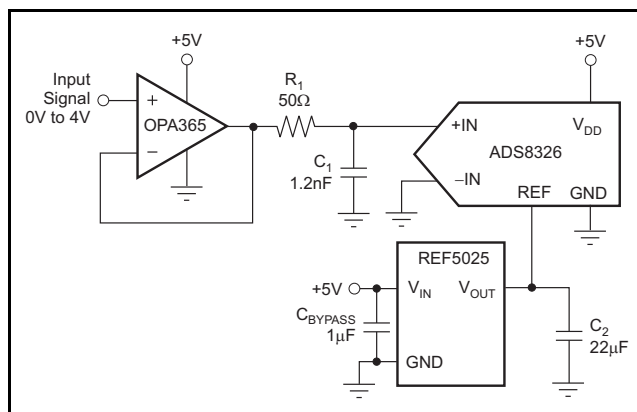 +5V
Input
Signal
0V to 4V
+
OPA365
−
R1
50Ω
C1
1.2nF
+5V
+IN
VDD
ADS8326
−IN
REF
GND
REF5025
+5V
VIN
VOUT
CBYPASS
1μF
GND
C2
22μF